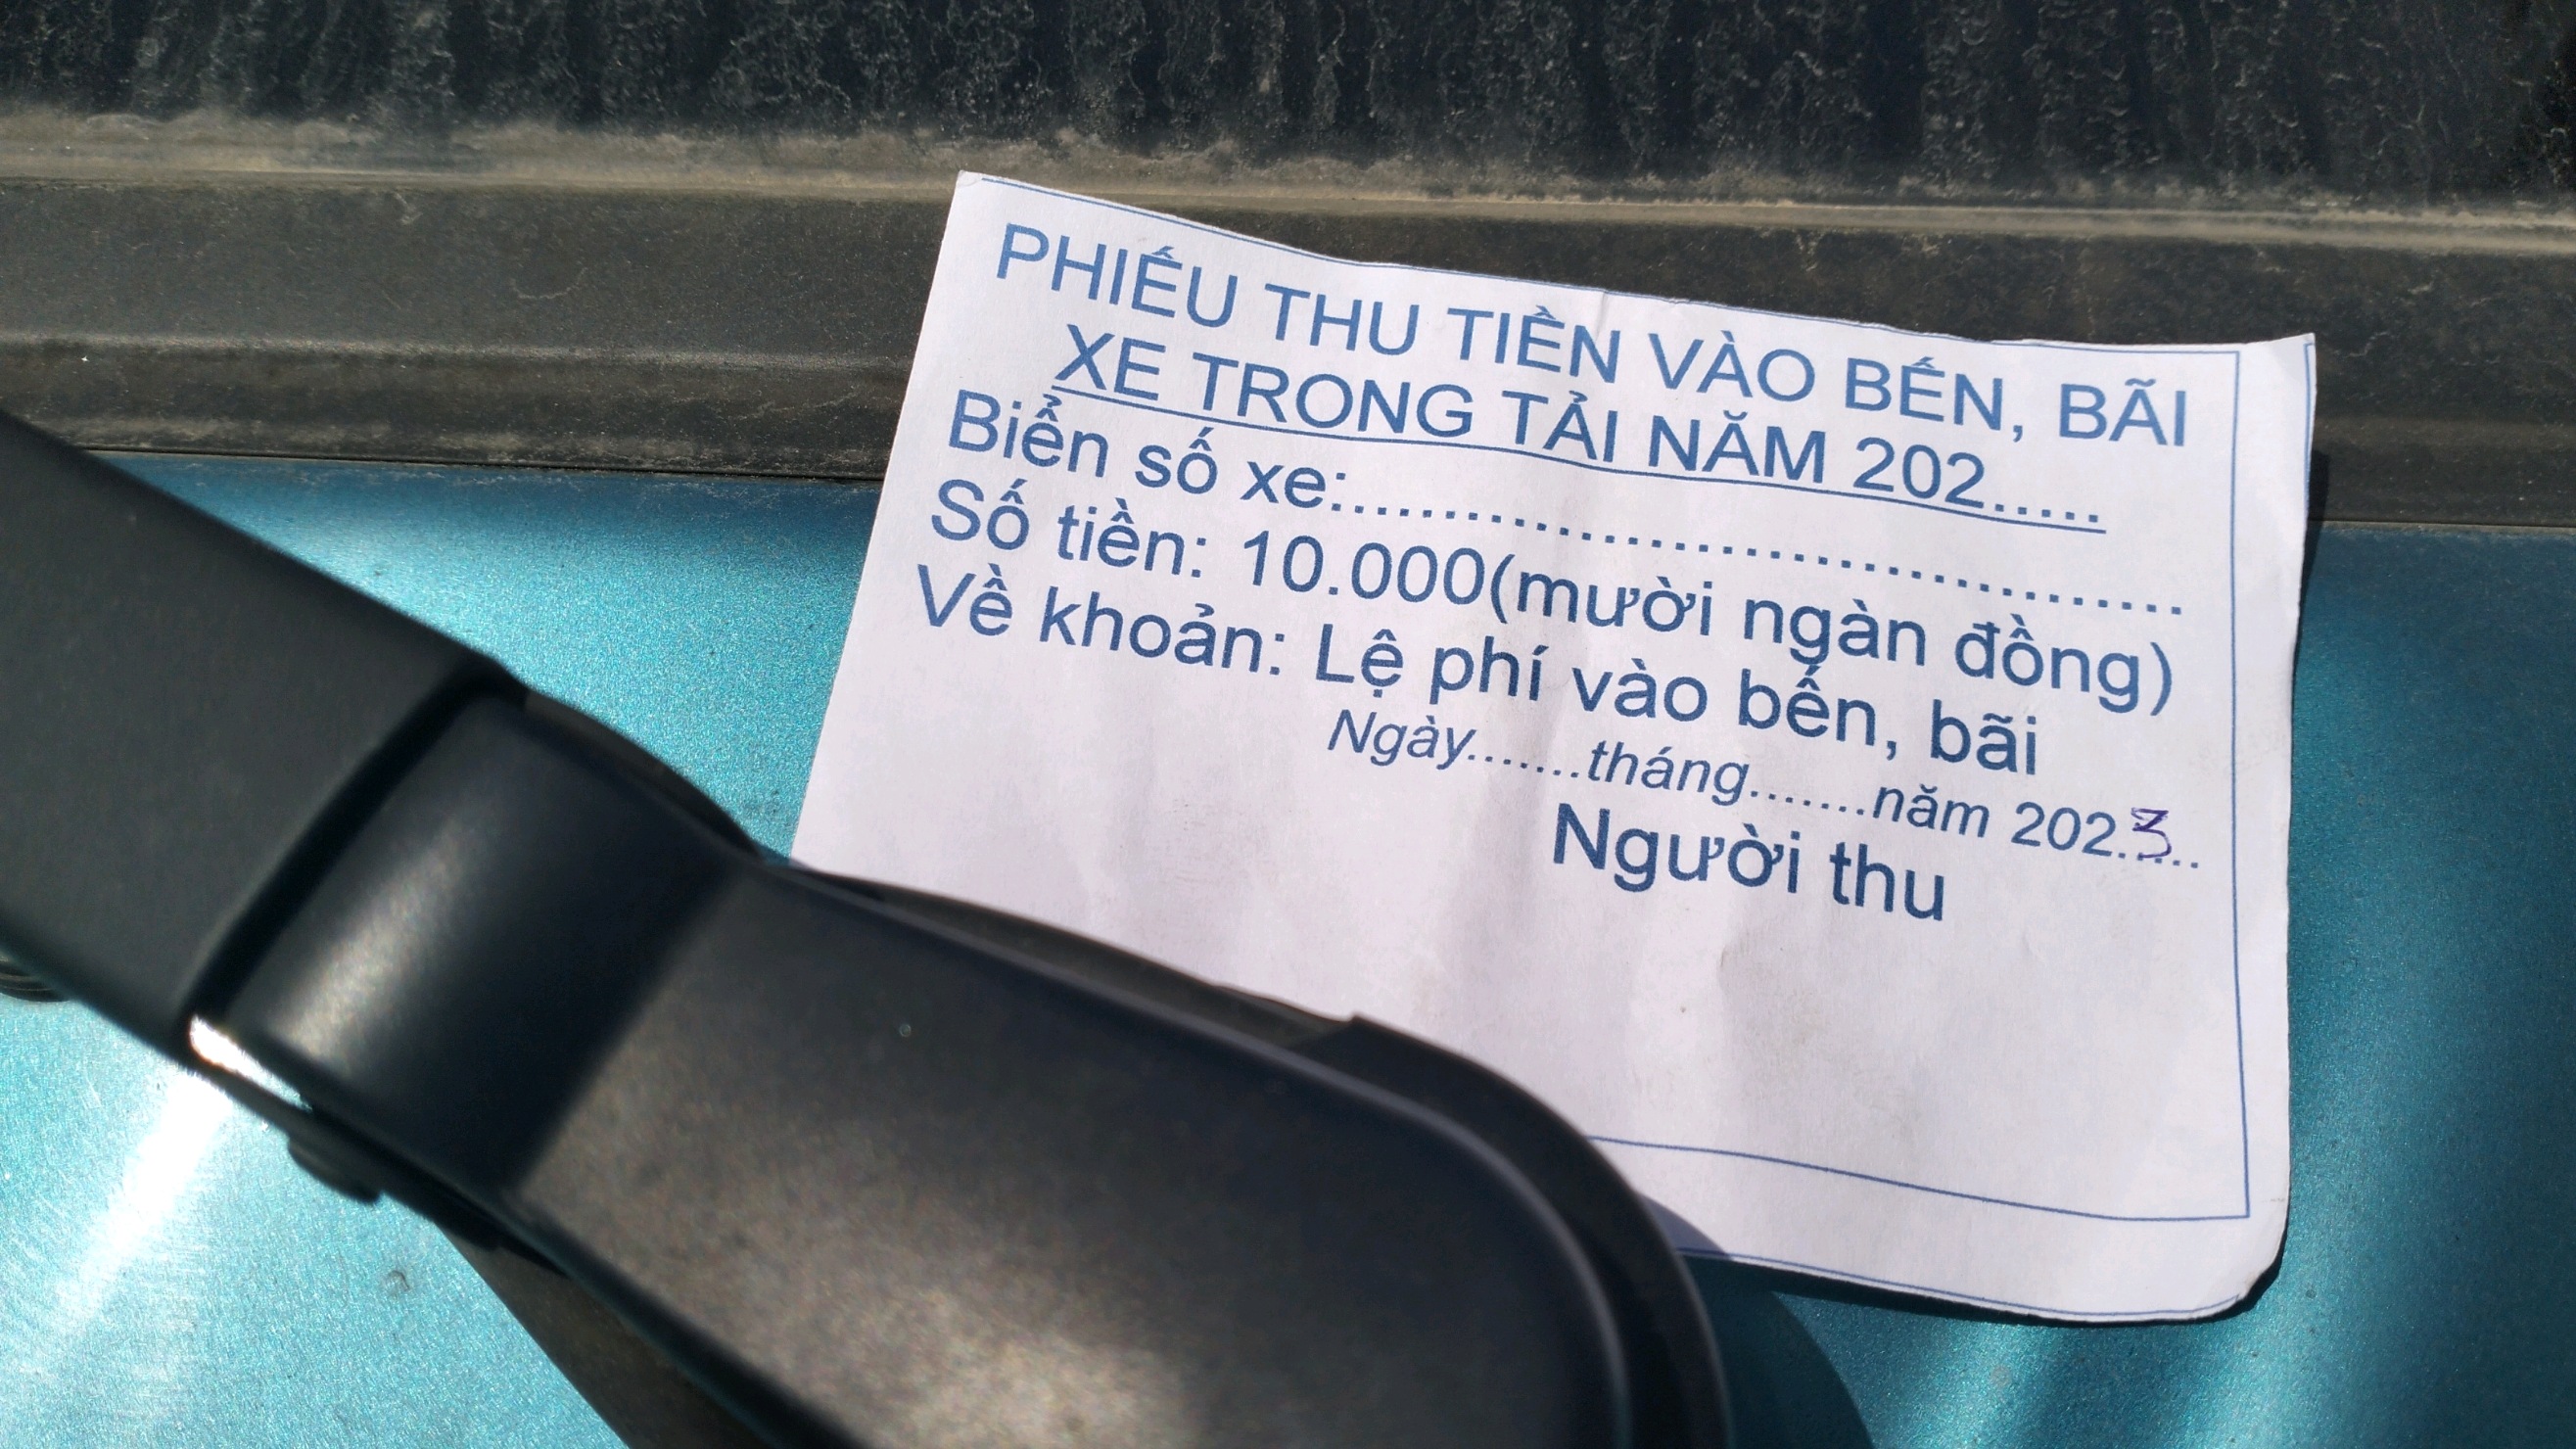 PHIẾU THU TIỀN VÀO BẾN, BÃI
XE TRONG TẢI NĂM 202.....
Biển số xe:............................
Số tiền: 10.000(mười ngàn đồng)
Về khoản: Lệ phí vào bến, bãi
Ngày.......tháng.......năm 202.3...
Người thu